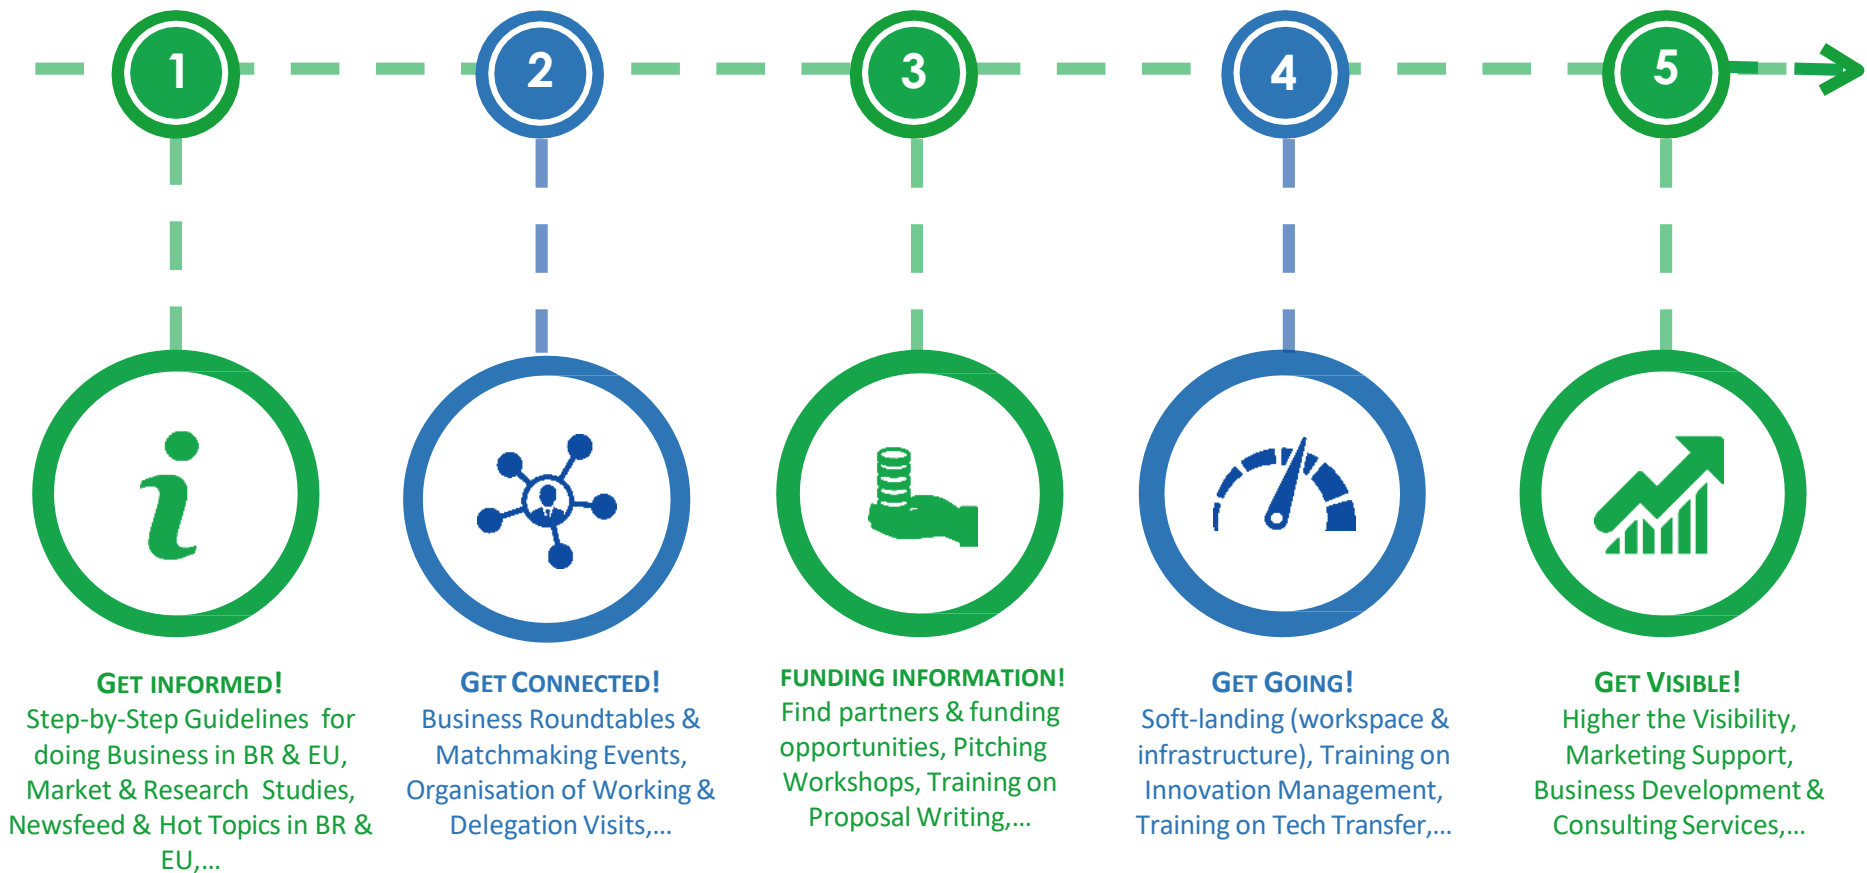 1
2
3
4
5
GET INFORMED!
Step-by-Step Guidelines for
doing Business in BR & EU,
Market & Research Studies,
Newsfeed & Hot Topics in BR &
EU,...
GET CONNECTED!
Business Roundtables &
Matchmaking Events,
Organisation of Working &
Delegation Visits,...
FUNDING INFORMATION!
Find partners & funding
opportunities, Pitching
Workshops, Training on
Proposal Writing,...
GET GOING!
Soft-landing (workspace &
infrastructure), Training on
Innovation Management,
Training on Tech Transfer,...
GET VISIBLE!
Higher the Visibility,
Marketing Support,
Business Development &
Consulting Services,...